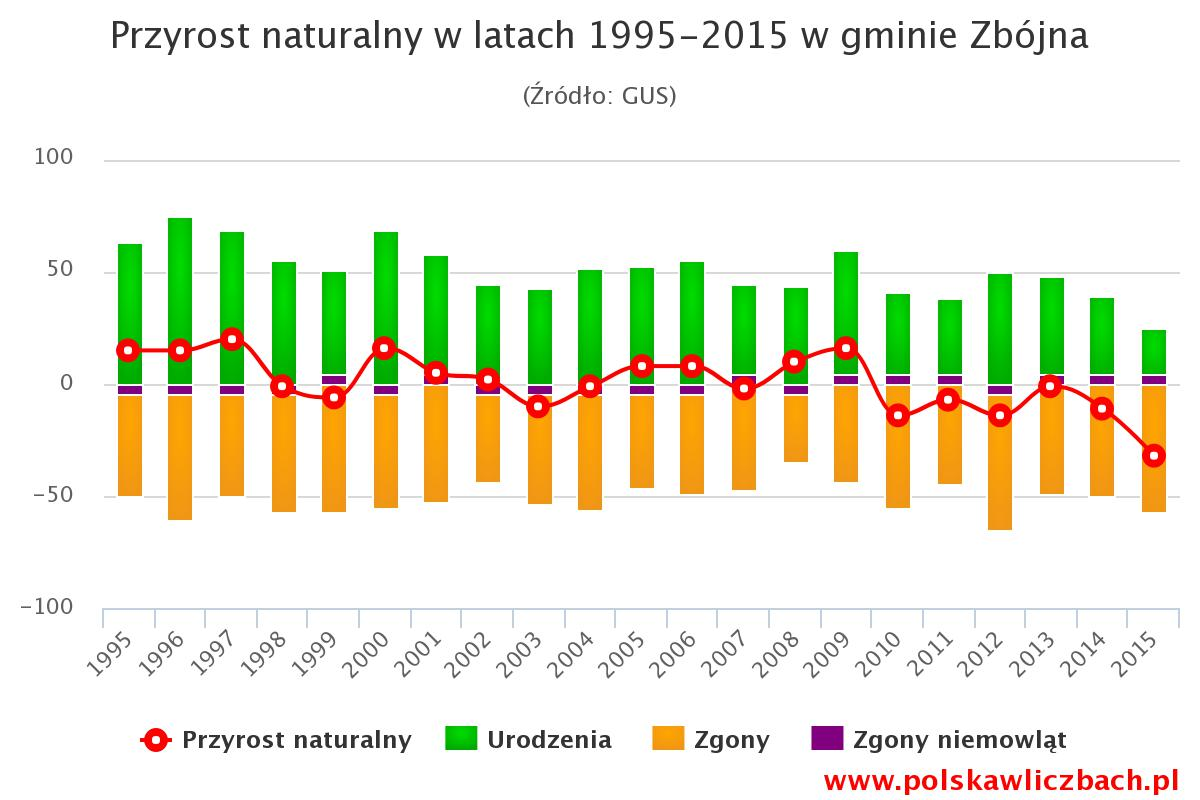 Przyrost naturalny w latach 1995-2015 w gminie Zbójna
(Źródło: GUS)
100
50
0
-50
-100
1995 1996 1997 1998 1999 2000 2001 2002 2003 2004 2005 2006 2007 2008 2009 2010 2011 2012 2013 2014 2015
Przyrost naturalny Urodzenia Zgony Zgony niemowląt
www.polskawliczbach.pl